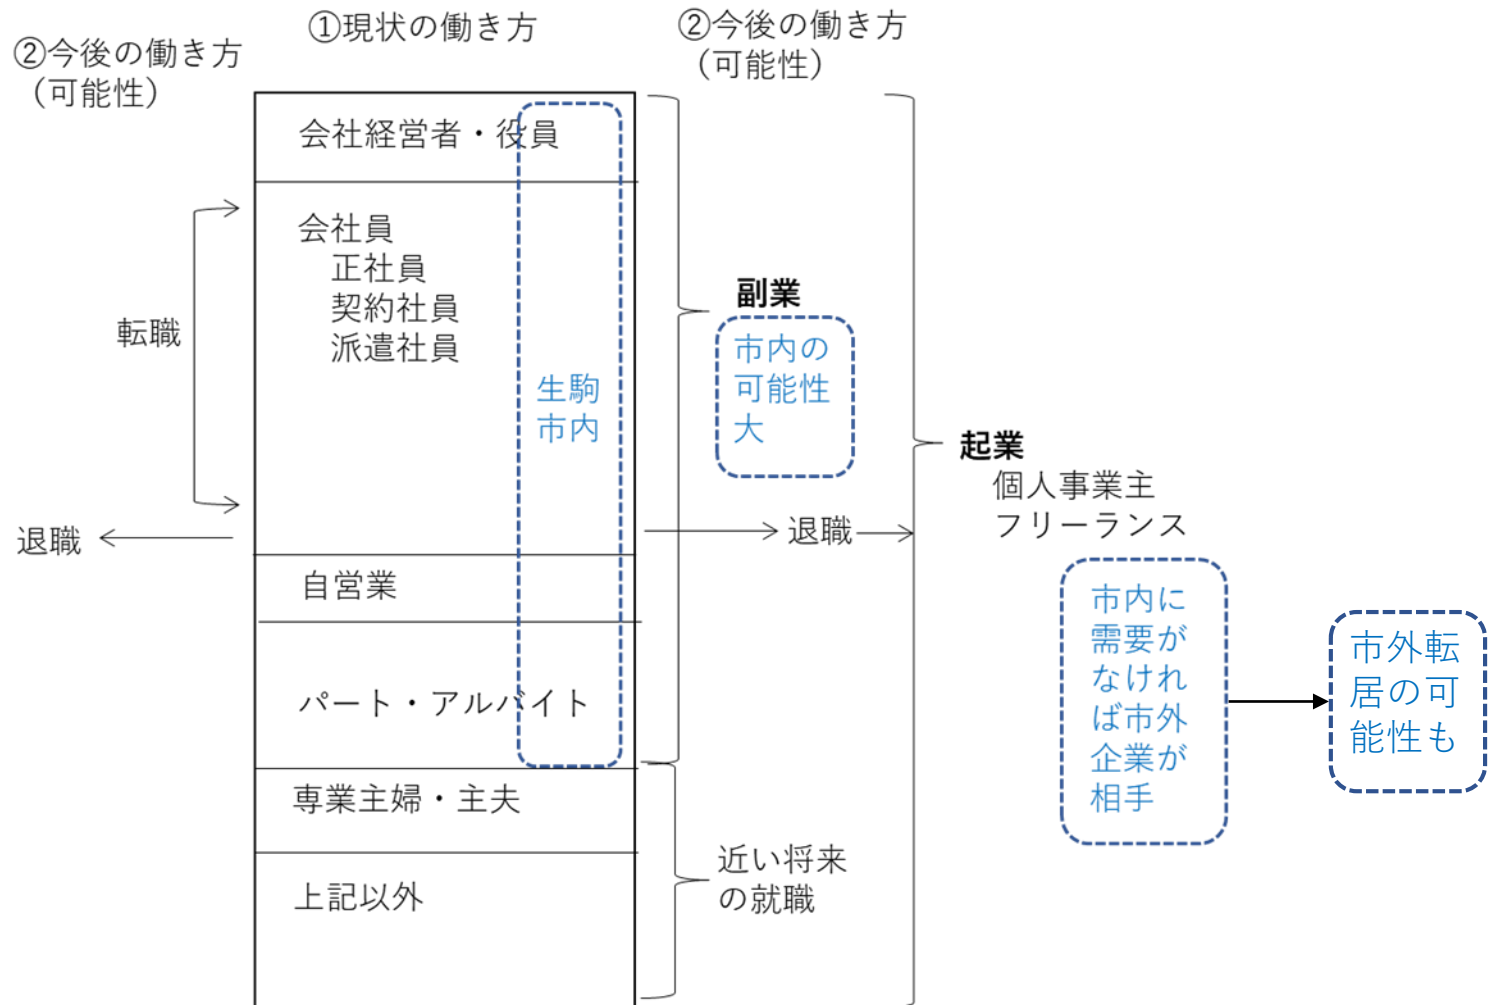 ①現状の働き方
②今後の働き方
（可能性）
②今後の働き方
（可能性）
会社経営者・役員
会社員
正社員
契約社員
派遣社員
転職
生駒
市内
副業
市内の
可能性
大
起業
個人事業主
フリーランス
退職
退職
自営業
パート・アルバイト
専業主婦・主夫
上記以外
近い将来
の就職
市内に
需要が
なけれ
ば市外
企業が
相手
市外転
居の可
能性も